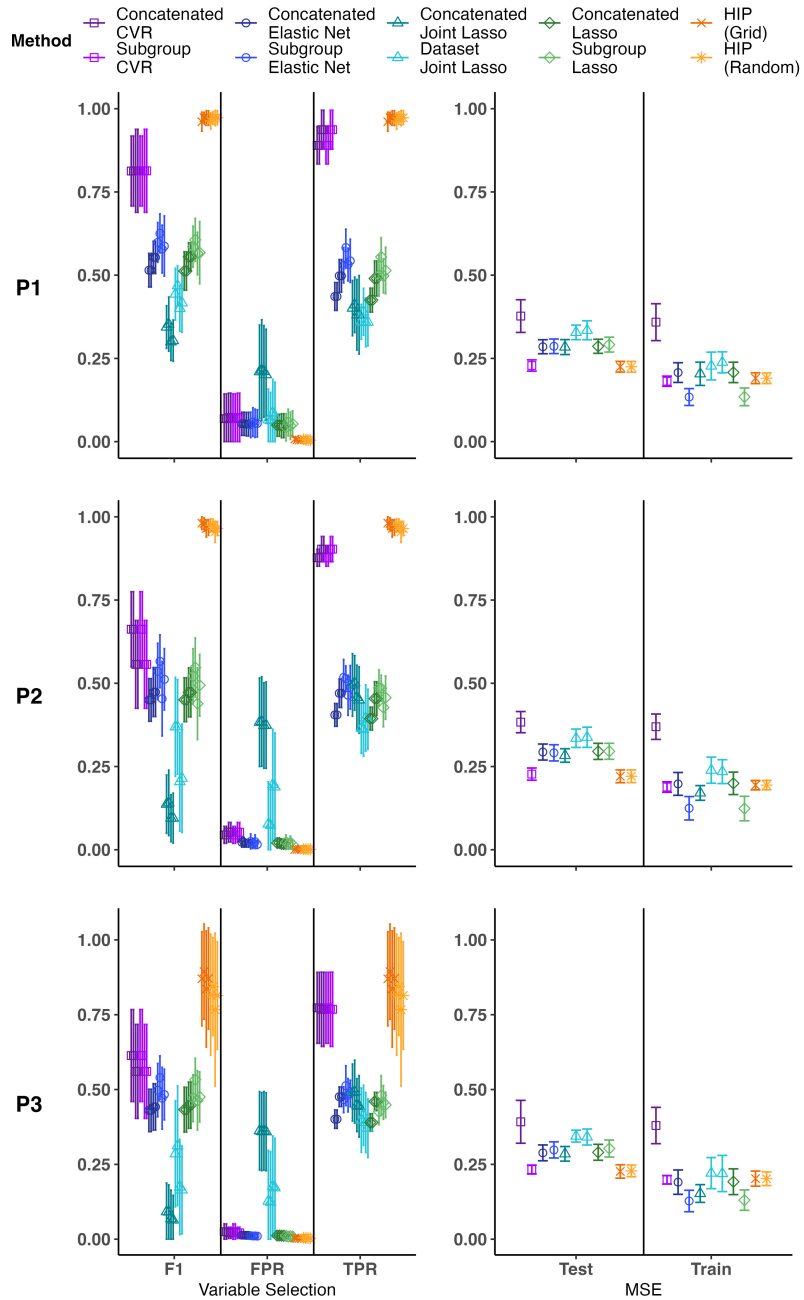 Method
Concatenated CVR
Concatenated Elastic Net
Concatenated Joint Lasso
Concatenated Lasso
HIP (Grid)
Subgroup CVR
Subgroup Elastic Net
Dataset Joint Lasso
Subgroup Lasso
HIP (Random)
P1
1.00
0.75
0.50
0.25
0.00
1.00
0.75
0.50
0.25
0.00
P2
1.00
0.75
0.50
0.25
0.00
1.00
0.75
0.50
0.25
0.00
P3
1.00
0.75
0.50
0.25
0.00
1.00
0.75
0.50
0.25
0.00
F1 FPR TPR
Variable Selection
Test Train
MSE